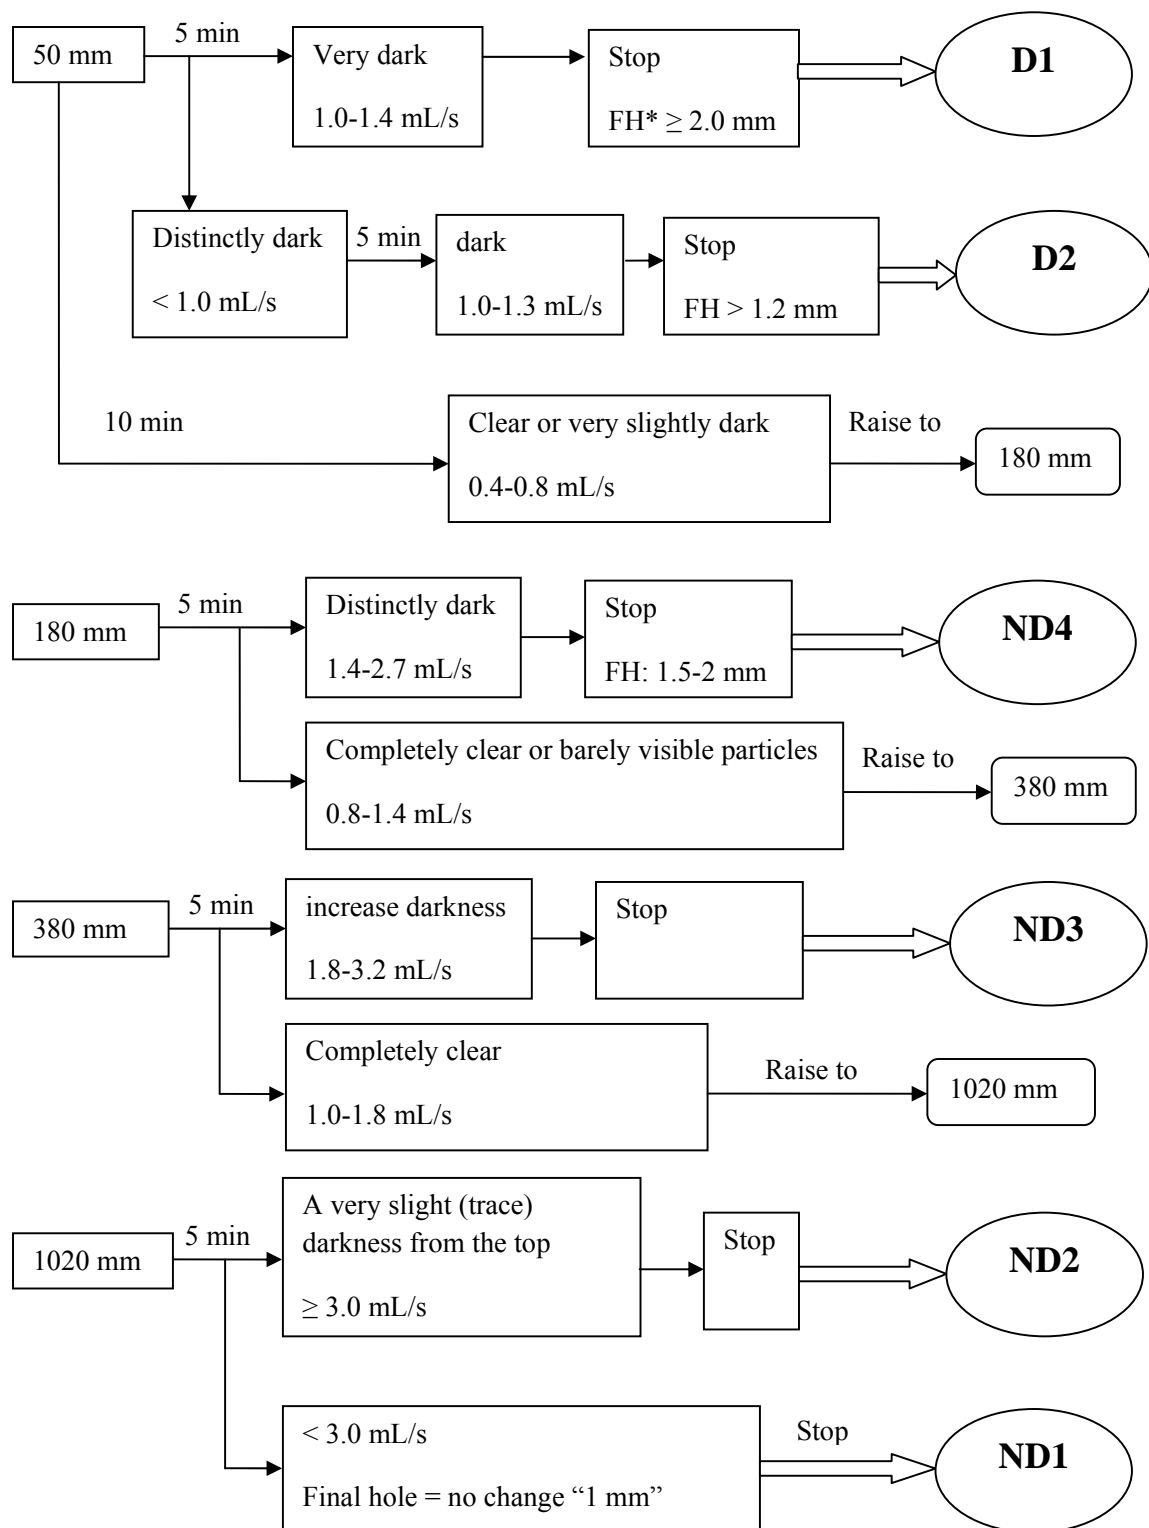 50 mm
5 min
Very dark
1.0-1.4 mL/s
Stop
FH* ≥ 2.0 mm
D1
Distinctly dark
< 1.0 mL/s
5 min
dark
1.0-1.3 mL/s
Stop
FH > 1.2 mm
D2
10 min
Clear or very slightly dark
0.4-0.8 mL/s
Raise to
180 mm
180 mm
5 min
Distinctly dark
1.4-2.7 mL/s
Stop
FH: 1.5-2 mm
ND4
Completely clear or barely visible particles
0.8-1.4 mL/s
Raise to
380 mm
380 mm
5 min
increase darkness
1.8-3.2 mL/s
Stop
ND3
Completely clear
1.0-1.8 mL/s
Raise to
1020 mm
1020 mm
5 min
A very slight (trace)
darkness from the top
≥ 3.0 mL/s
Stop
ND2
< 3.0 mL/s
Final hole = no change “1 mm”
Stop
ND1